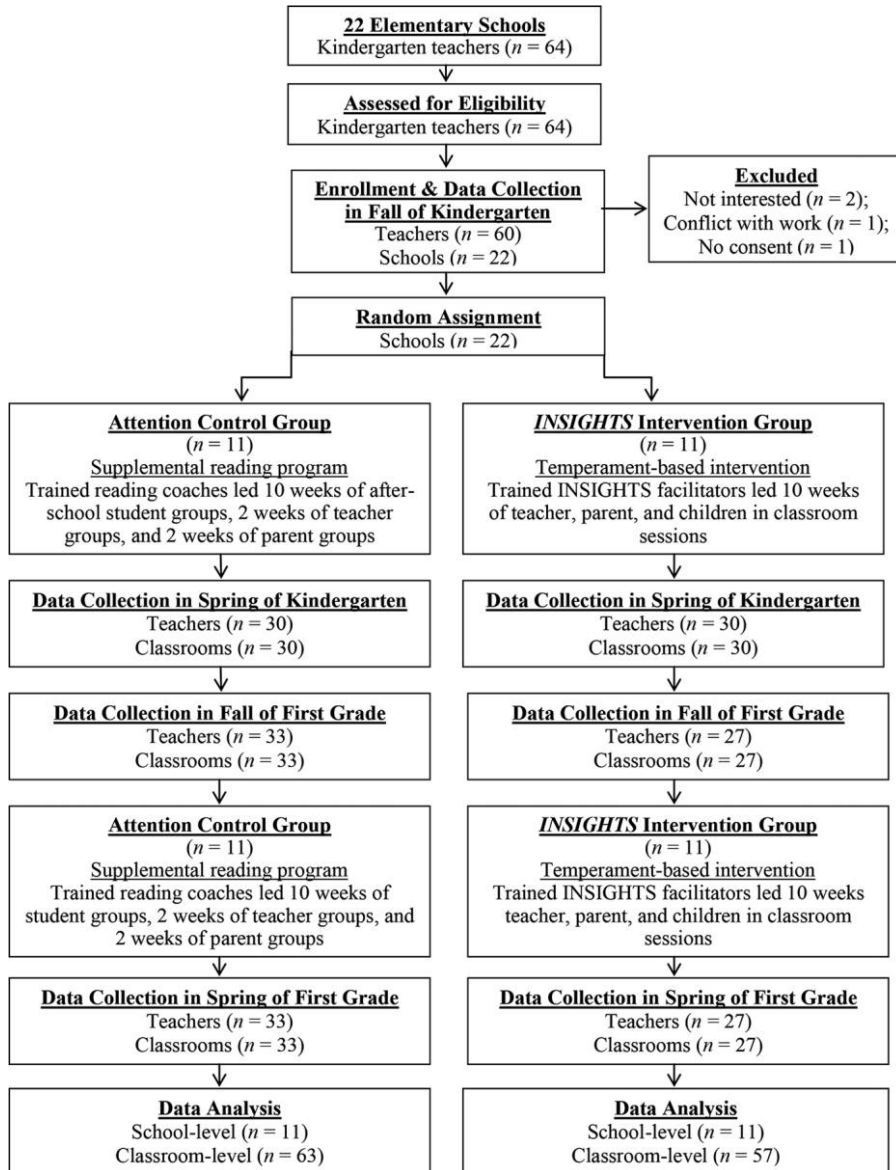 22 Elementary Schools
Kindergarten teachers (n = 64)
Assessed for Eligibility
Kindergarten teachers (n = 64)
Enrollment & Data Collection
in Fall of Kindergarten
Teachers (n = 60)
Schools (n = 22)
Excluded
Not interested (n = 2);
Conflict with work (n = 1);
No consent (n = 1)
Random Assignment
Schools (n = 22)
Attention Control Group
(n = 11)
Supplemental reading program
Trained reading coaches led 10 weeks of after-
school student groups, 2 weeks of teacher
groups, and 2 weeks of parent groups
INSIGHTS Intervention Group
(n = 11)
Temperament-based intervention
Trained INSIGHTS facilitators led 10 weeks
of teacher, parent, and children in classroom
sessions
Data Collection in Spring of Kindergarten
Teachers (n = 30)
Classrooms (n = 30)
Data Collection in Spring of Kindergarten
Teachers (n = 30)
Classrooms (n = 30)
Data Collection in Fall of First Grade
Teachers (n = 33)
Classrooms (n = 33)
Data Collection in Fall of First Grade
Teachers (n = 27)
Classrooms (n = 27)
Attention Control Group
(n = 11)
Supplemental reading program
Trained reading coaches led 10 weeks of
student groups, 2 weeks of teacher groups, and
2 weeks of parent groups
INSIGHTS Intervention Group
(n = 11)
Temperament-based intervention
Trained INSIGHTS facilitators led 10 weeks
teacher, parent, and children in classroom
sessions
Data Collection in Spring of First Grade
Teachers (n = 33)
Classrooms (n = 33)
Data Collection in Spring of First Grade
Teachers (n = 27)
Classrooms (n = 27)
Data Analysis
School-level (n = 11)
Classroom-level (n = 63)
Data Analysis
School-level (n = 11)
Classroom-level (n = 57)